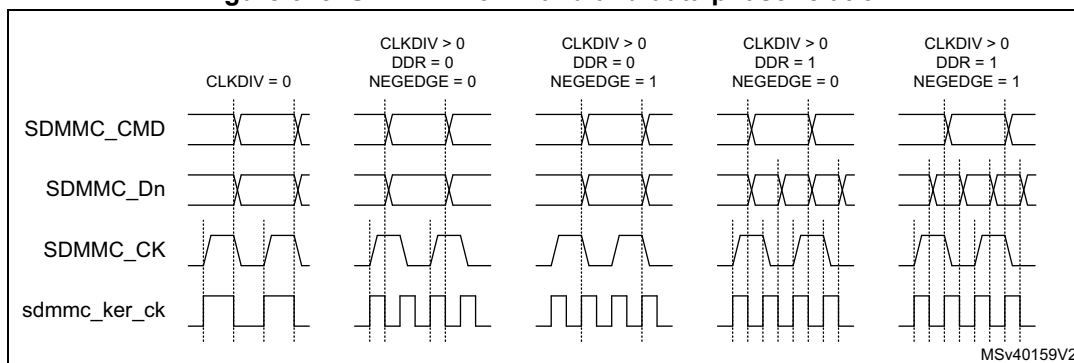 CLKDIV = 0
CLKDIV > 0
DDR = 0
NEGEDGE = 0
CLKDIV > 0
DDR = 0
NEGEDGE = 1
CLKDIV > 0
DDR = 1
NEGEDGE = 0
CLKDIV > 0
DDR = 1
NEGEDGE = 1
SDMMC_CMD
SDMMC_Dn
SDMMC_CK
sdmmc_ker_ck
MSv40159V2